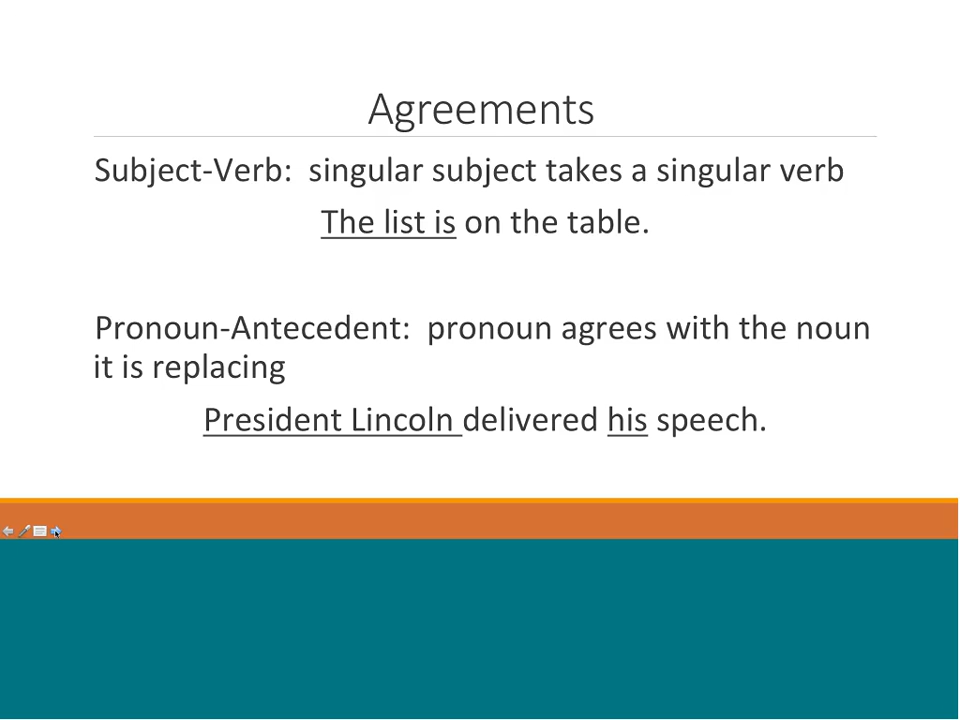 Agreements
Subject-Verb:  singular subject takes a singular verb
The list is on the table.
Pronoun-Antecedent:  pronoun agrees with the noun
it is replacing
President Lincoln delivered his speech.